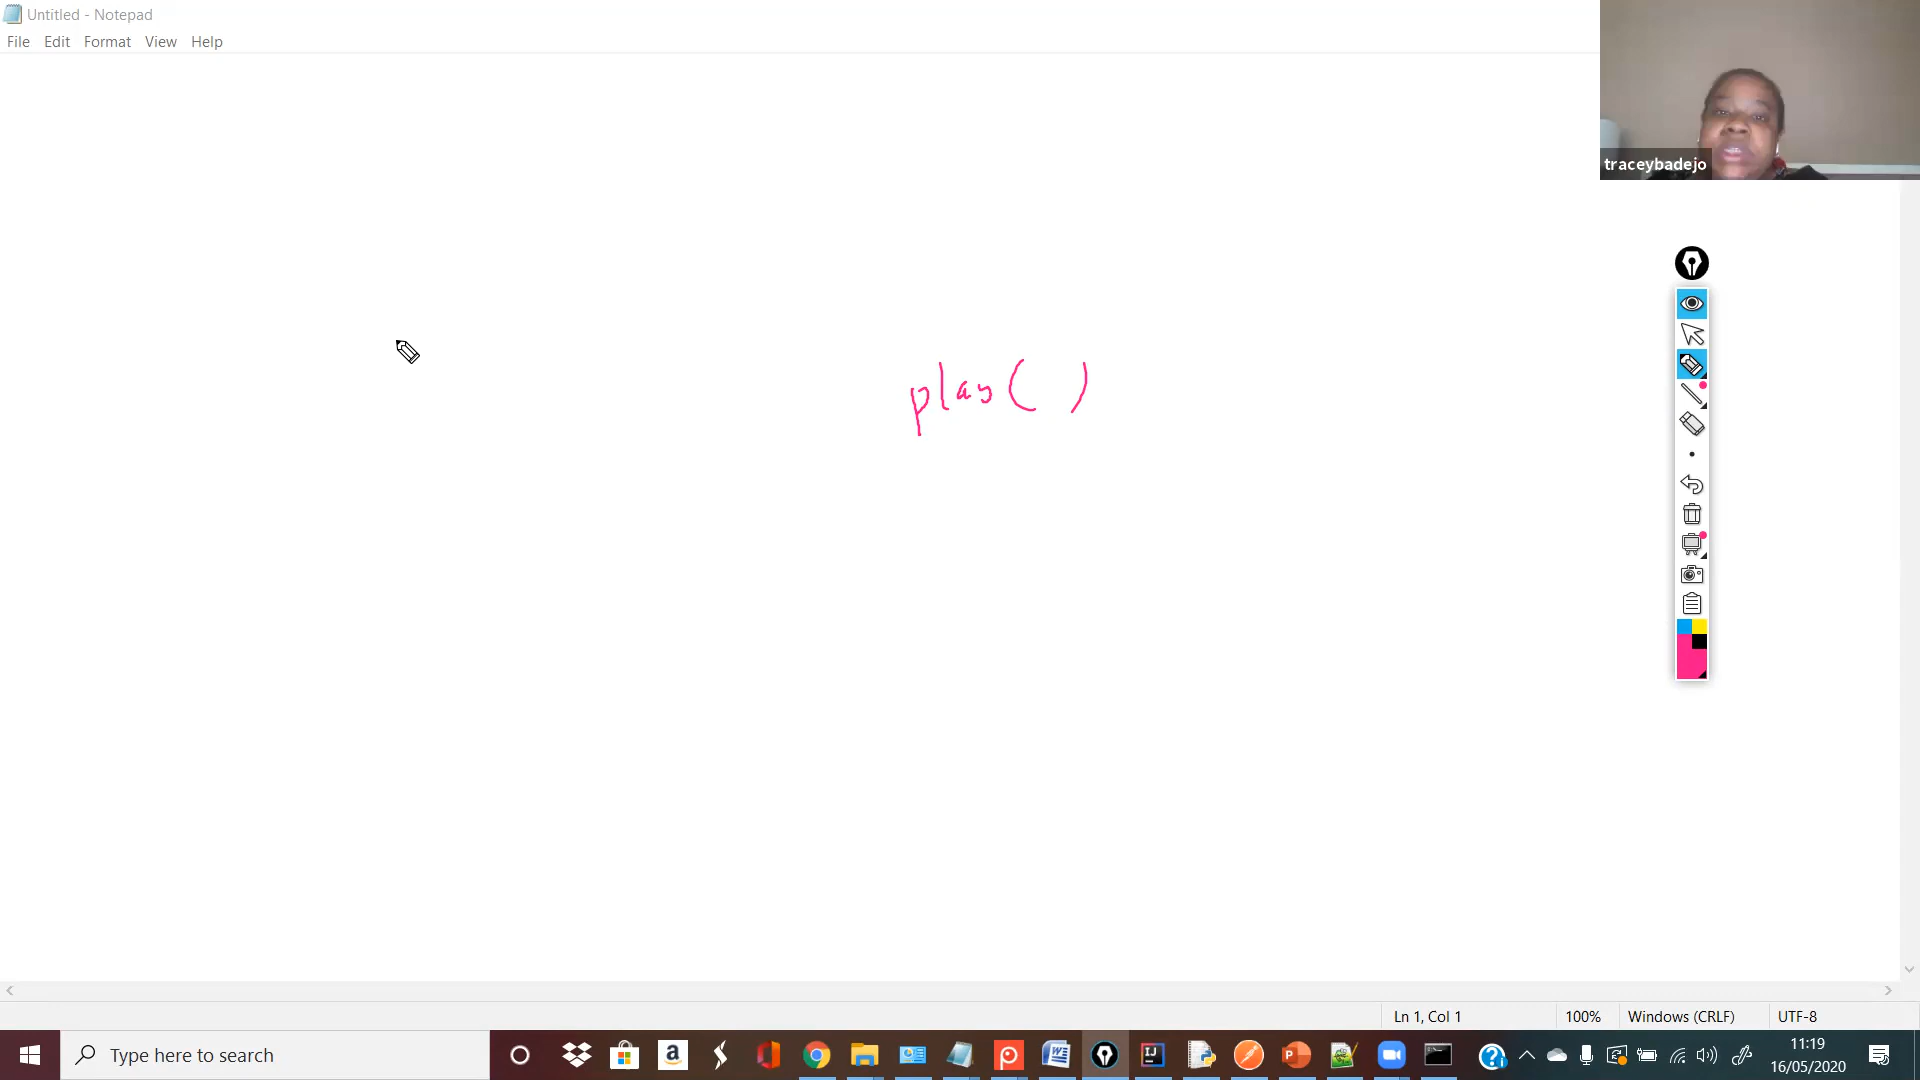 Untitled - Notepad
File Edit Format View Help
traceybadejo
play( )
Ln 1, Col 1 100% Windows (CRLF) UTF-8
Type here to search
11:19
16/05/2020